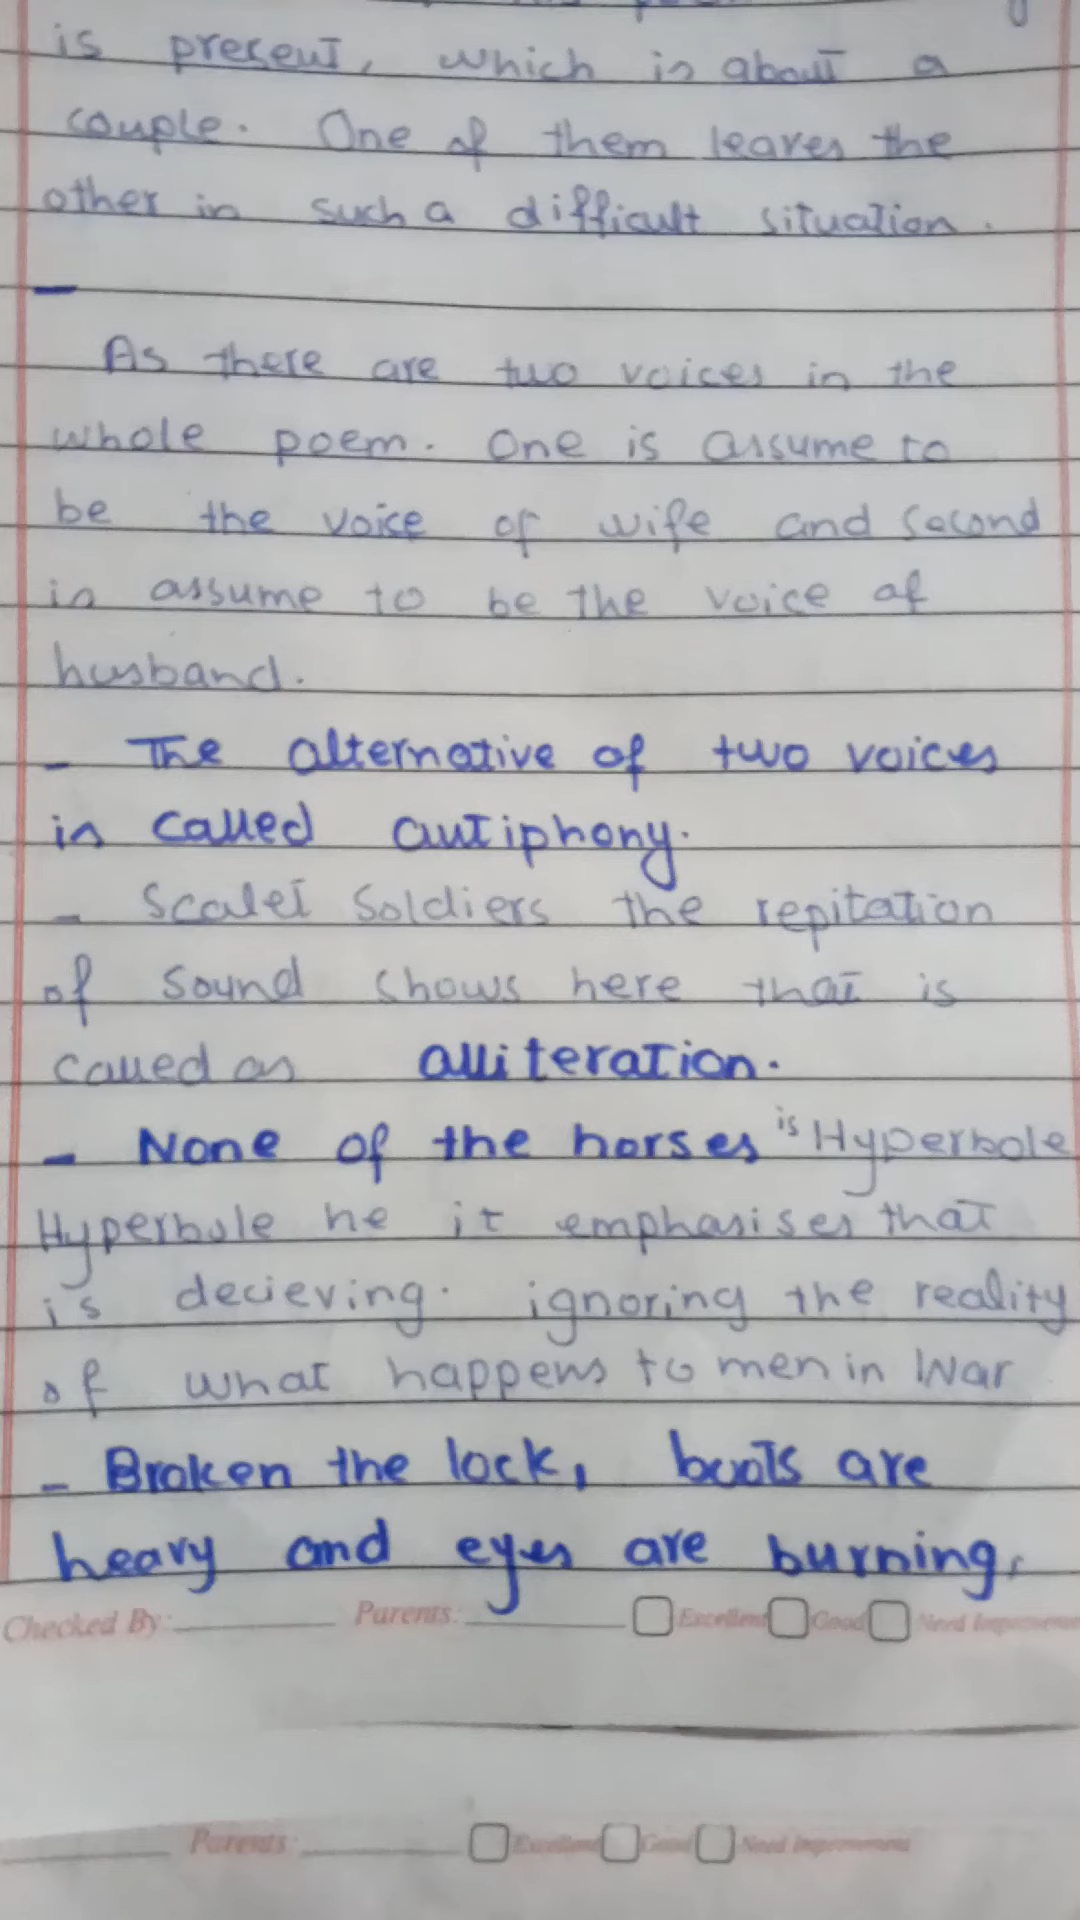 is present, which is about a
couple. One of them leaves the
other in such a difficult situation.
-
As there are two voices in the
whole poem. One is assume to
be the voice of wife and second
is assume to be the voice of
husband.
- The alternative of two voices
is called antiphony.
- Scalet Soldiers the repitation
of sound shows here that is
called as alliteration.
- None of the horses is Hyperbole
Hyperbole he it emphasises that
is decieving. ignoring the reality
of what happens to men in War
- Broken the lock, boots are
heavy and eyes are burning,
Checked By: Parents: Excellent Good Need Improvement
Parents: Excellent Good Need Improvement